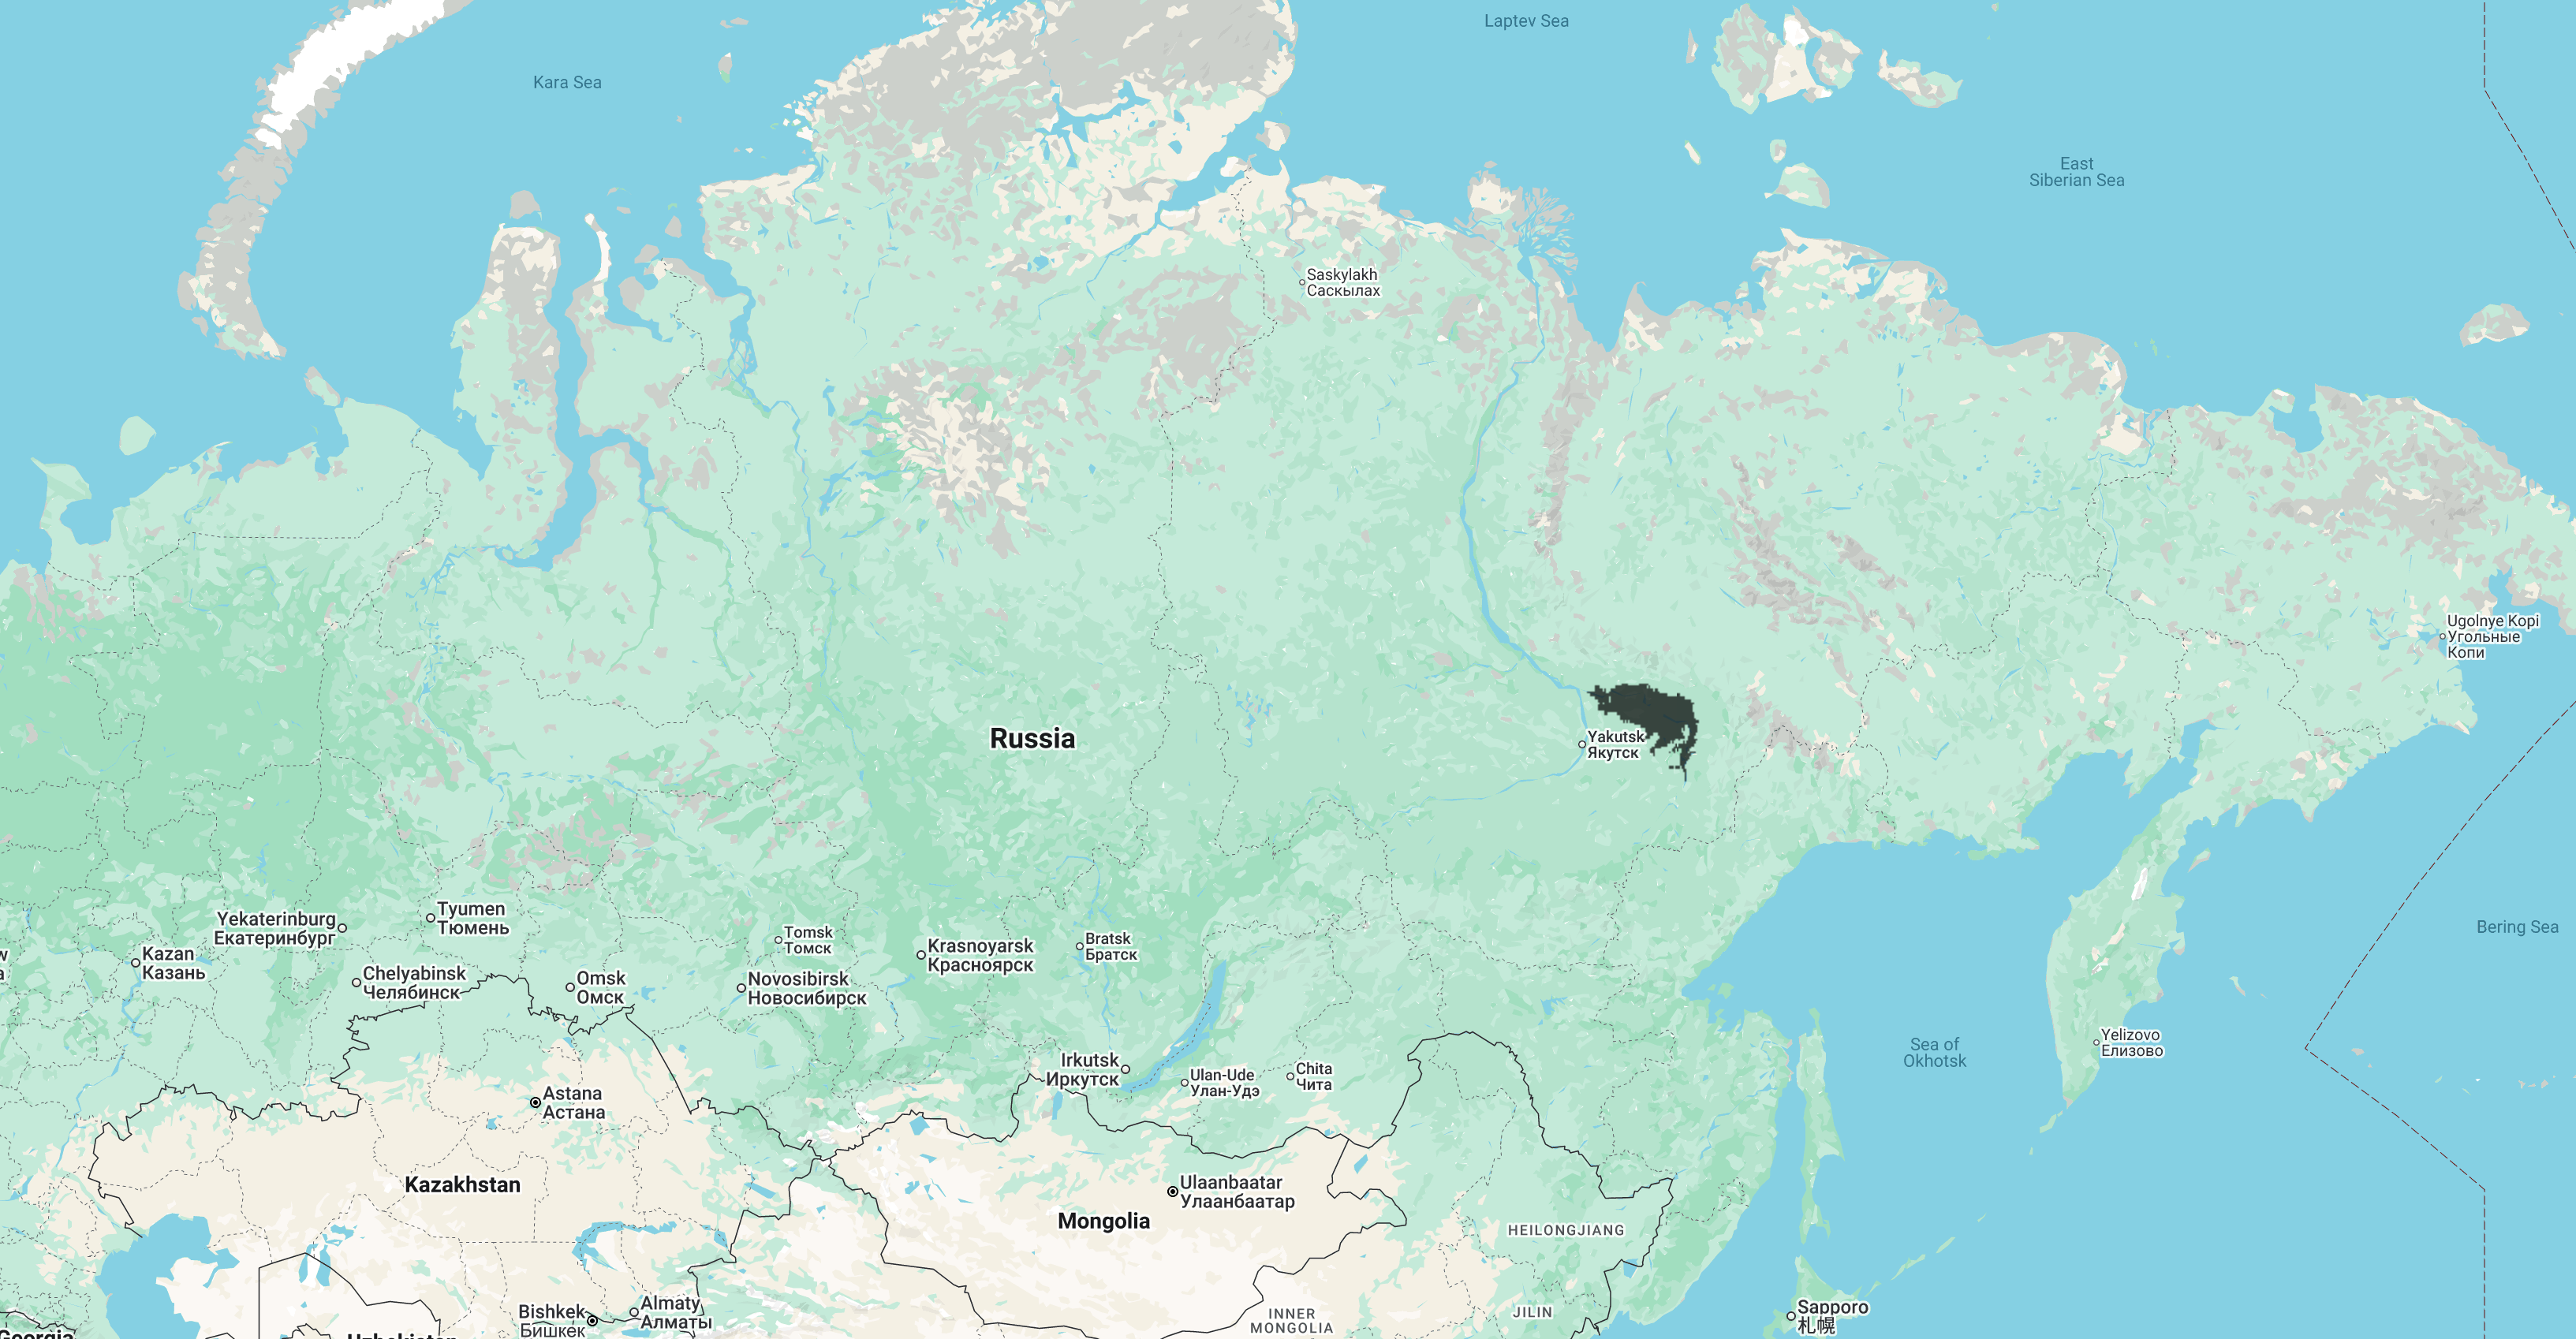 Laptev Sea
Kara Sea
East
Siberian Sea
Saskylakh
Саскылах
Ugolnye Kopi
Угольные
Копи
Russia
Yakutsk
Якутск
Yekaterinburg
Екатеринбург
Tyumen
Тюмень
Tomsk
Томск
Krasnoyarsk
Красноярск
Bratsk
Братск
Bering Sea
Kazan
Казань
Chelyabinsk
Челябинск
Omsk
Омск
Novosibirsk
Новосибирск
Irkutsk
Иркутск
Ulan-Ude
Улан-Удэ
Chita
Чита
Sea of
Okhotsk
Yelizovo
Елизово
Astana
Астана
Kazakhstan
Ulaanbaatar
Улаанбаатар
Mongolia
HEILONGJIANG
Bishkek
Бишкек
Almaty
Алматы
INNER
MONGOLIA
JILIN
Sapporo
札幌
Georgia